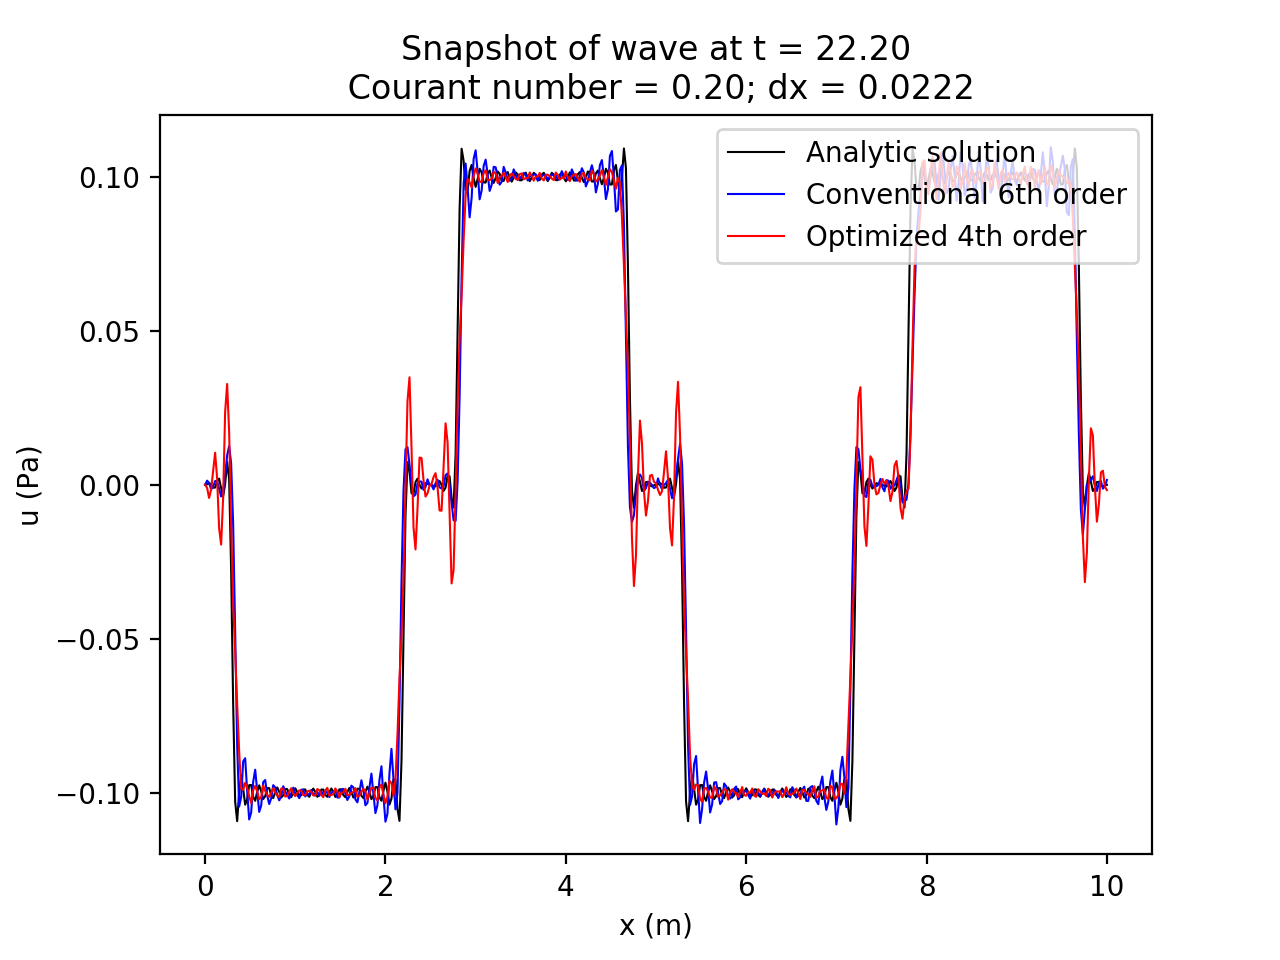 Snapshot of wave at t = 22.20
Courant number = 0.20; dx = 0.0222
Analytic solution
Conventional 6th order
Optimized 4th order
0.10
0.05
0.00
−0.05
−0.10
u (Pa)
0 2 4 6 8 10
x (m)